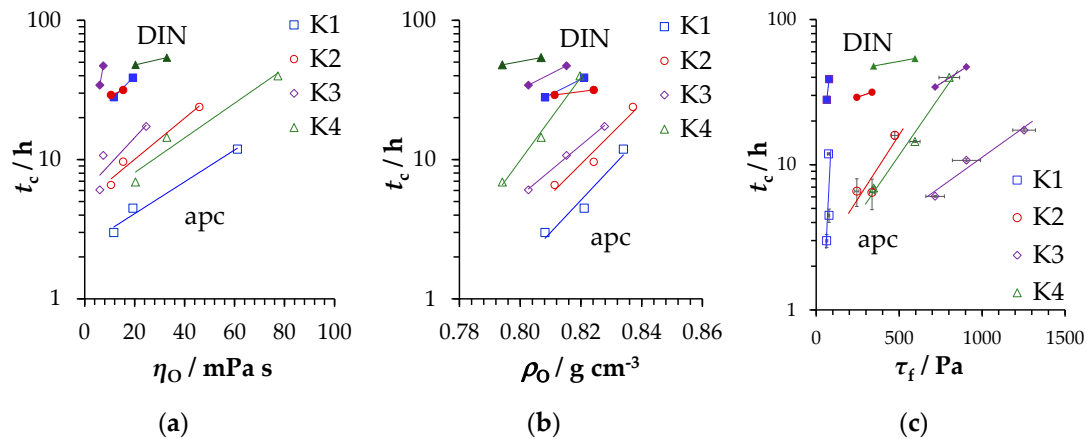 100
10
1
t_c / h
DIN
apc
K1
K2
K3
K4
0 20 40 60 80 100
η_O / mPa s
(a)
100
10
1
t_c / h
DIN
apc
K1
K2
K3
K4
0.78 0.80 0.82 0.84 0.86
ρ_O / g cm⁻³
(b)
100
10
1
t_c / h
DIN
apc
K1
K2
K3
K4
0 500 1000 1500
τ_f / Pa
(c)